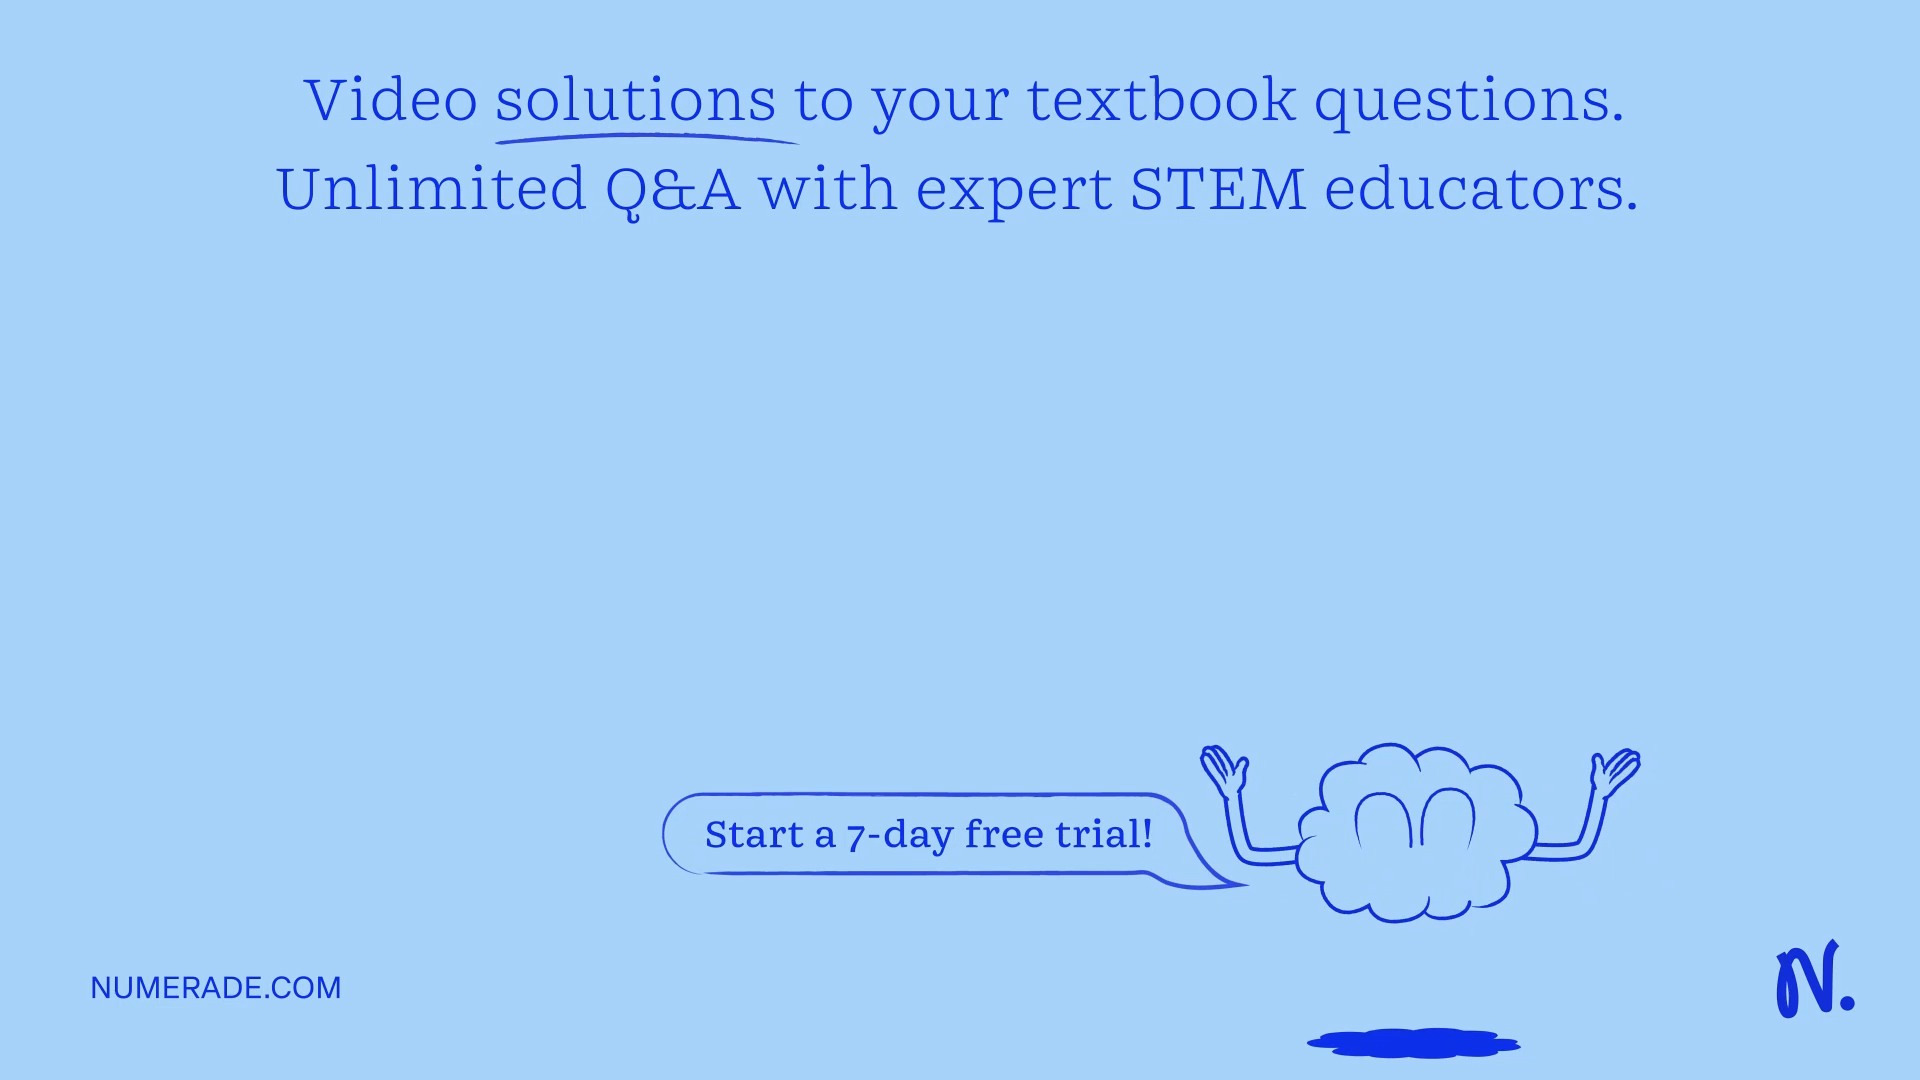 Video solutions to your textbook questions.
Unlimited Q&A with expert STEM educators.
Start a 7-day free trial!
NUMERADE.COM
N.